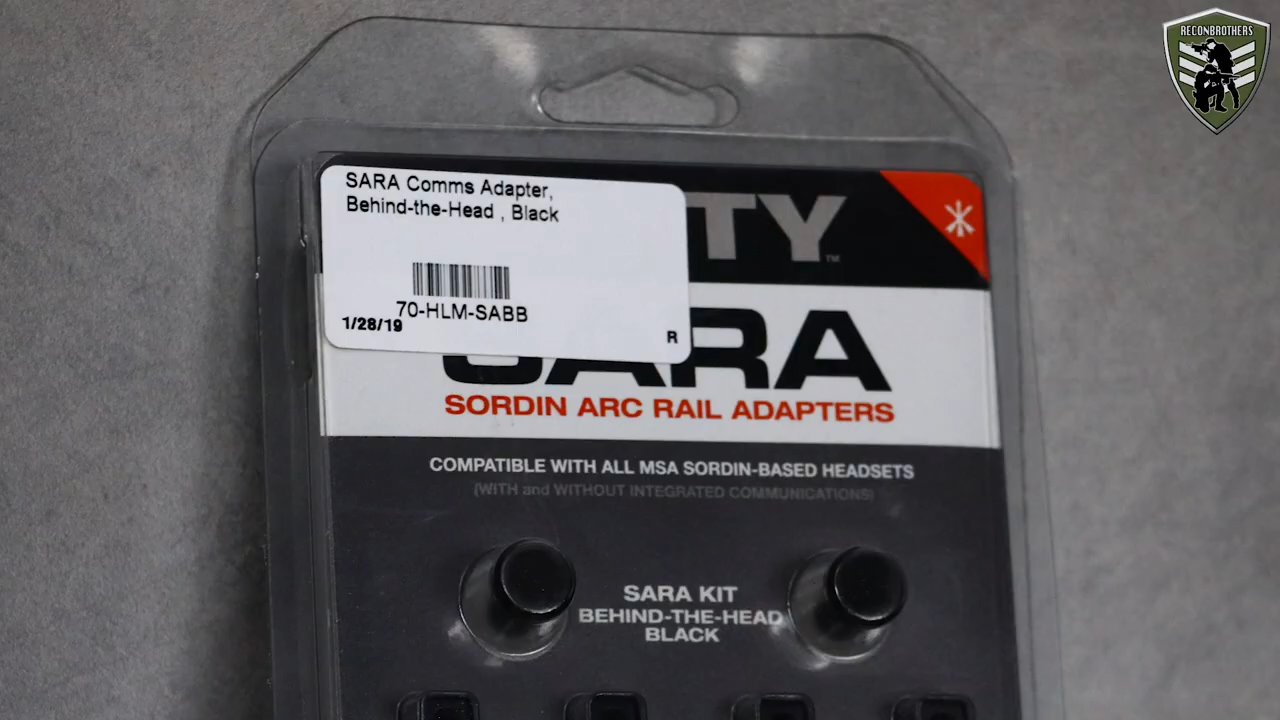 RECONBROTHERS
SARA Comms Adapter,
Behind-the-Head , Black
70-HLM-SABB
1/28/19
R
TY™
SARA
SORDIN ARC RAIL ADAPTERS
COMPATIBLE WITH ALL MSA SORDIN-BASED HEADSETS
(WITH and WITHOUT INTEGRATED COMMUNICATIONS)
SARA KIT
BEHIND-THE-HEAD
BLACK